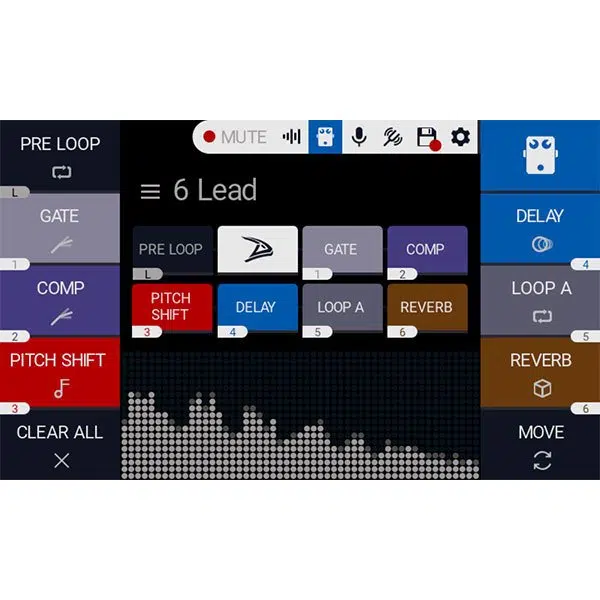 MUTE
6 Lead
PRE LOOP
L
GATE
1
COMP
2
PITCH SHIFT
3
CLEAR ALL
PRE LOOP
L
GATE
1
COMP
2
PITCH
SHIFT
3
DELAY
4
LOOP A
5
REVERB
6
DELAY
4
LOOP A
5
REVERB
6
MOVE